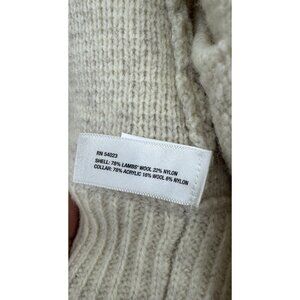 RN 54023
SHELL: 78% LAMBS' WOOL 22% NYLON
COLLAR: 78% ACRYLIC 16% WOOL 6% NYLON